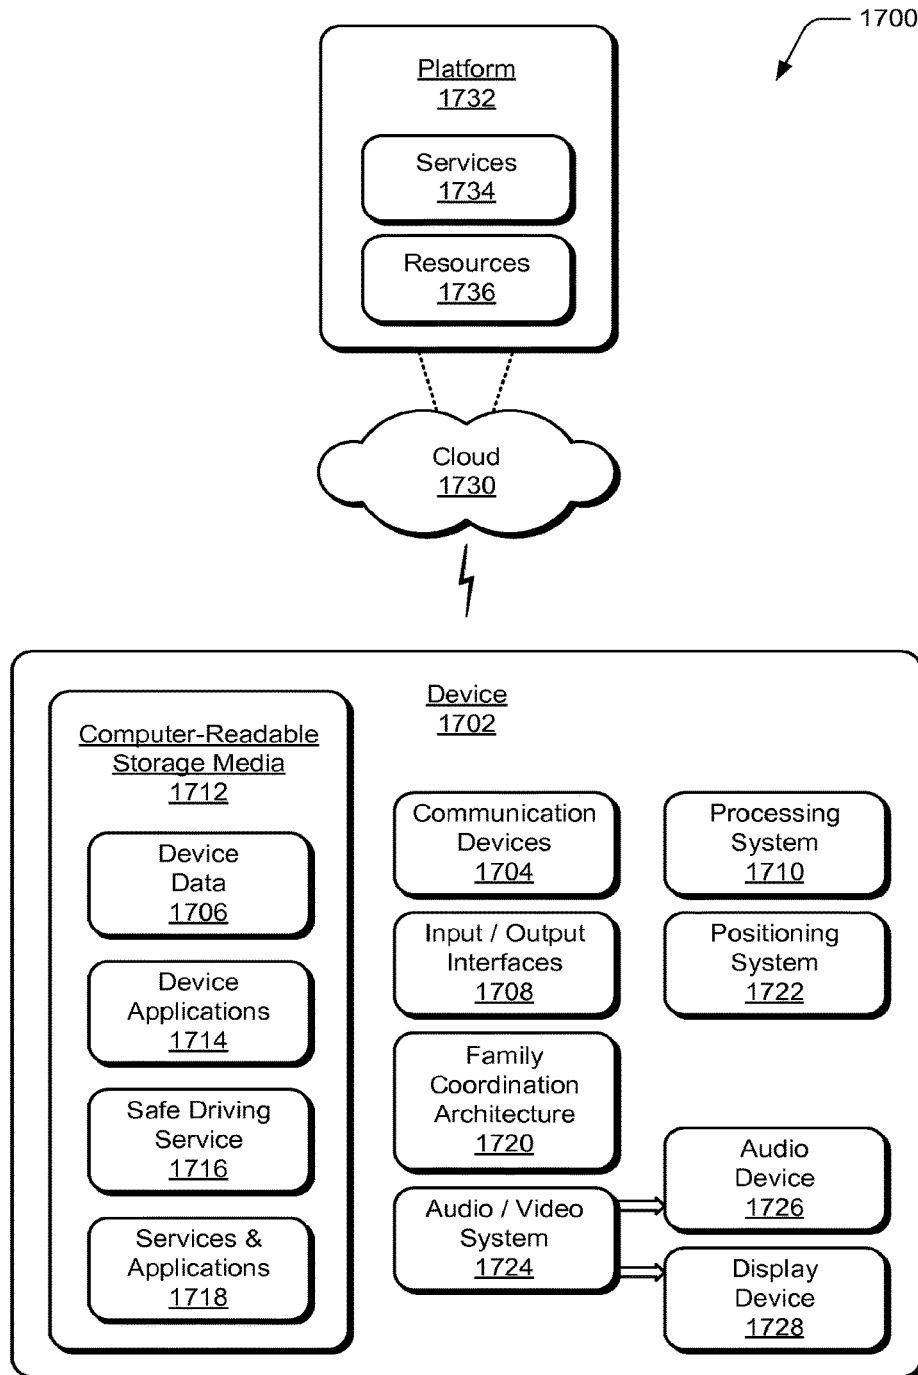 1700
Platform
1732
Services
1734
Resources
1736
Cloud
1730
Device
1702
Computer-Readable
Storage Media
1712
Device
Data
1706
Device
Applications
1714
Safe Driving
Service
1716
Services &
Applications
1718
Communication
Devices
1704
Processing
System
1710
Input / Output
Interfaces
1708
Positioning
System
1722
Family
Coordination
Architecture
1720
Audio / Video
System
1724
Audio
Device
1726
Display
Device
1728